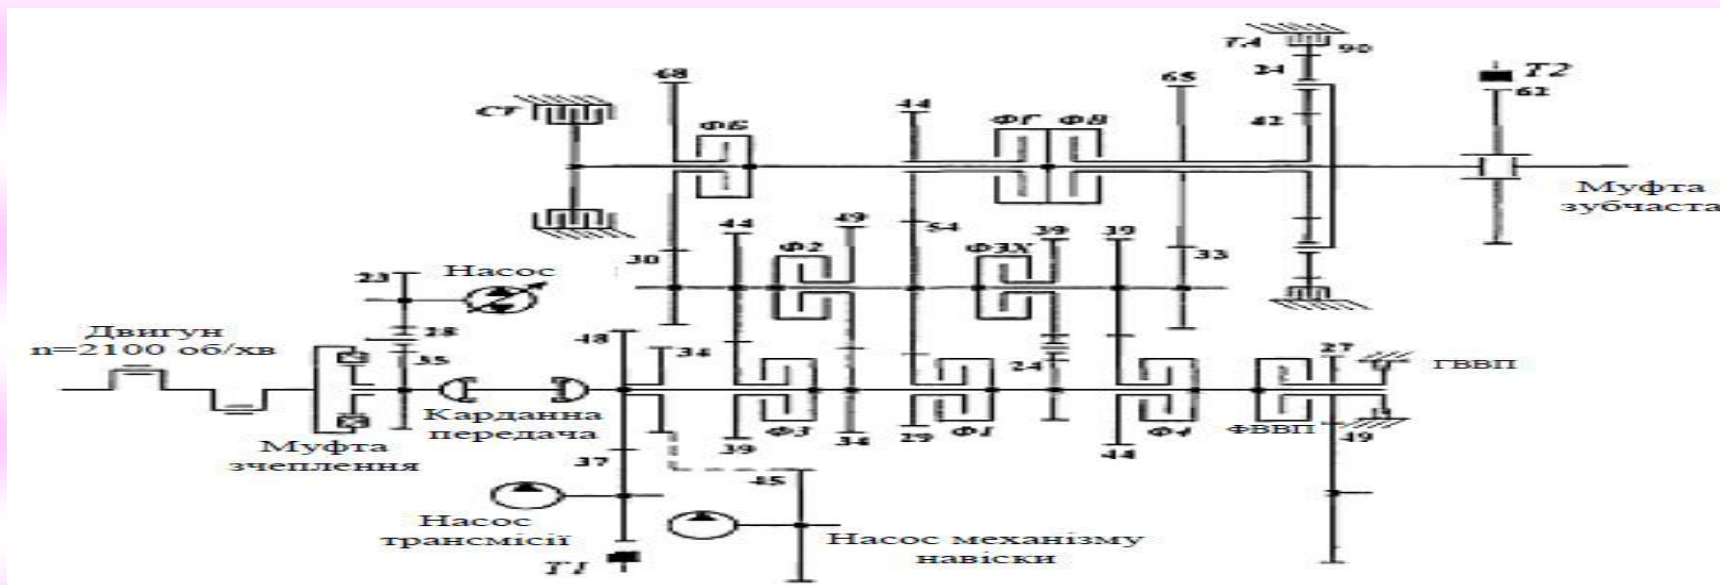 ТА 90
68
24
Т2
65
62
44
СТ
ФБ
ФГ ФВ
42
Муфта
зубчаста
49
44
54
39
39
Ф2
ФЗХ
30
33
Насос
23
Двигун
n=2100 об/хв
28
48
34
27
35
24
ГВВП
Карданна
передача
Муфта
зчеплення
39
Ф3
34
29
Ф1
44
Ф4
ФВВП
49
37
45
Насос
трансмісії
Насос механізму
навіски
Т1